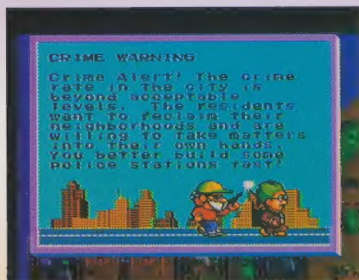 CRIME WARNING
Crime Alert! The crime
rate in the city is
beyond acceptable
levels. The residents
want to reclaim their
neighborhoods and are
willing to take matters
into their own hands.
You better build some
police stations fast!